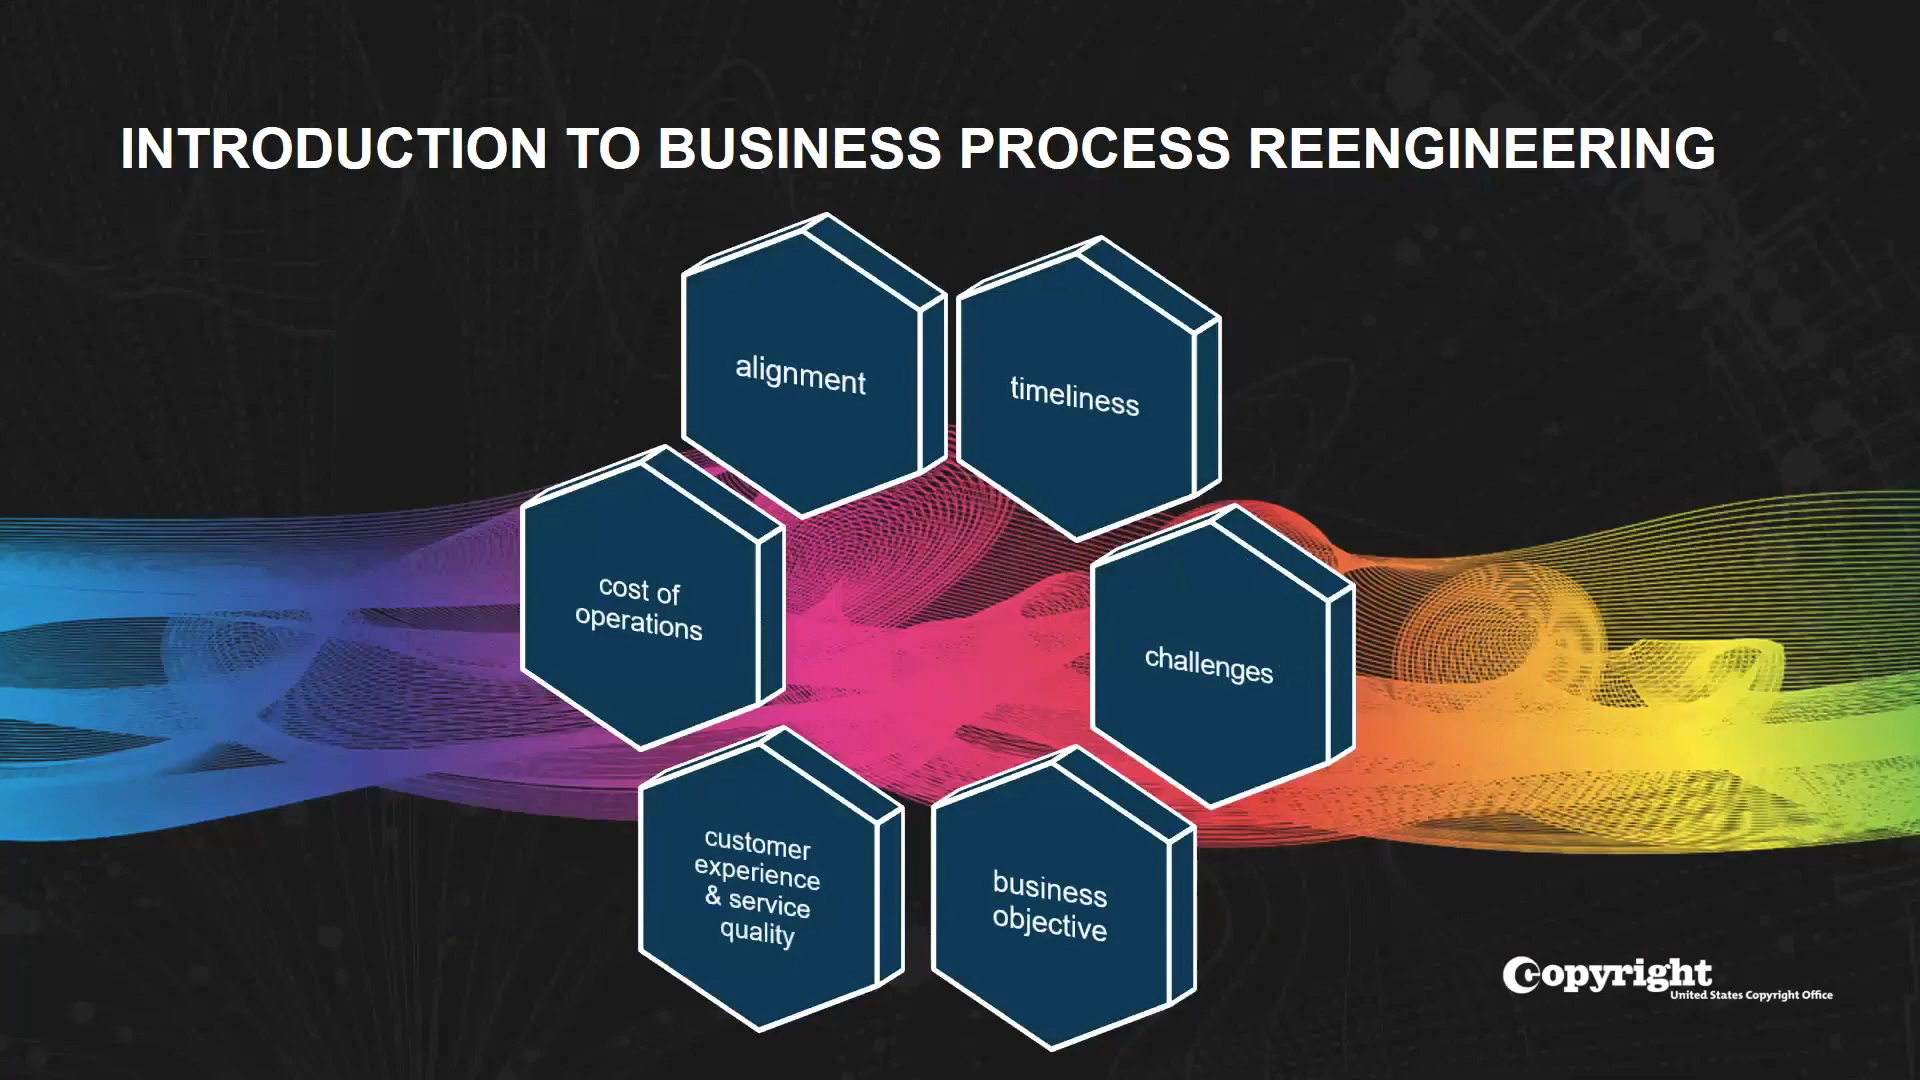 INTRODUCTION TO BUSINESS PROCESS REENGINEERING
alignment
timeliness
cost of
operations
challenges
customer
experience
& service
quality
business
objective
Copyright
United States Copyright Office